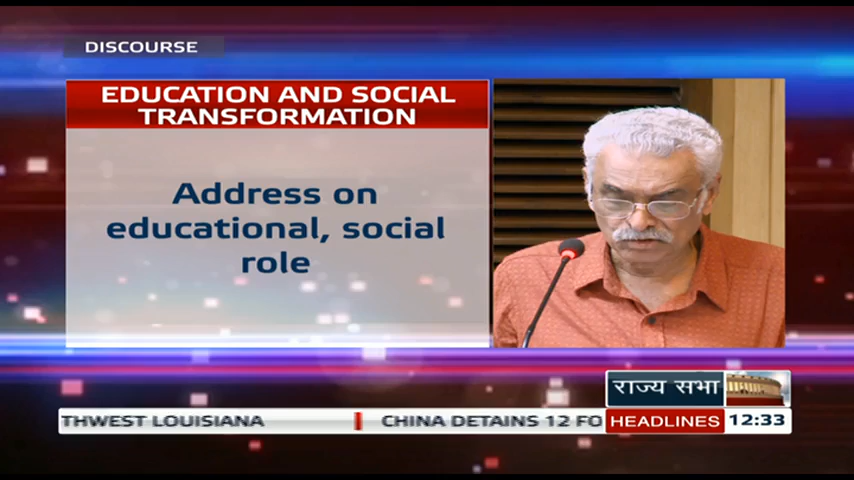 DISCOURSE
EDUCATION AND SOCIAL
TRANSFORMATION
Address on
educational, social
role
राज्य सभा
THWEST LOUISIANA
CHINA DETAINS 12 FO
HEADLINES
12:33